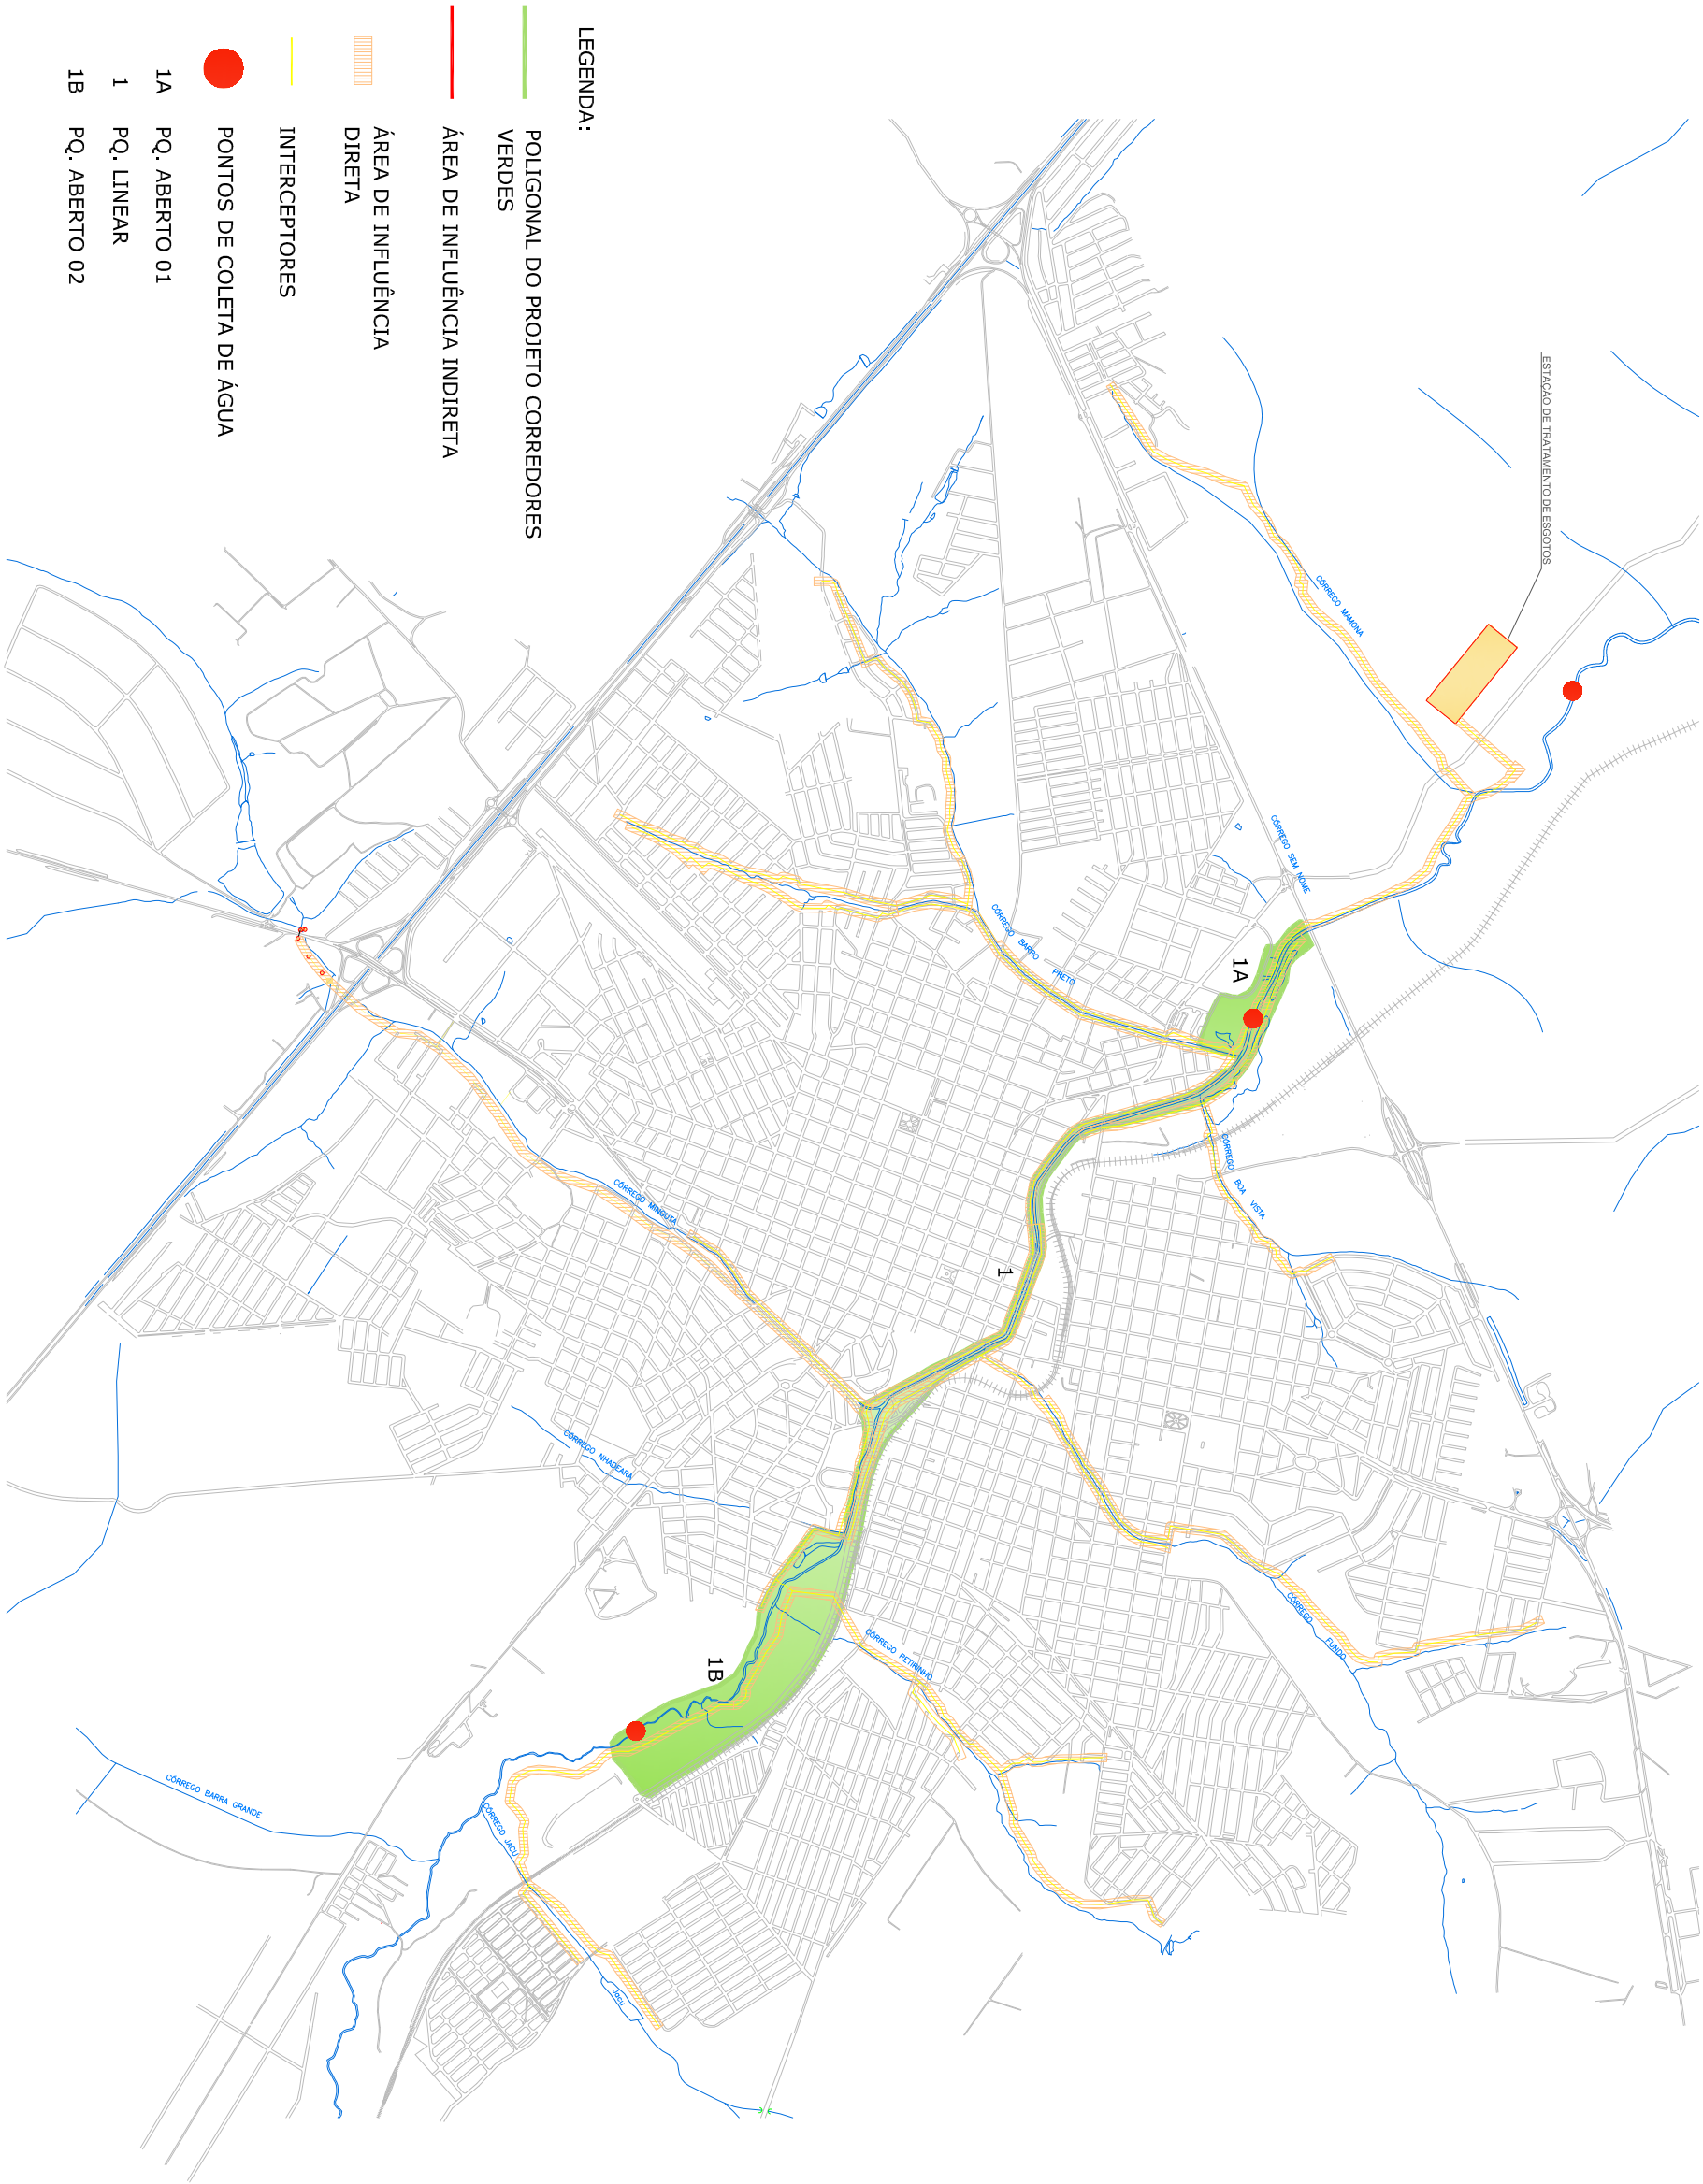 LEGENDA:
POLIGONAL DO PROJETO CORREDORES
VERDES
ÁREA DE INFLUÊNCIA INDIRETA
ÁREA DE INFLUÊNCIA
DIRETA
INTERCEPTORES
PONTOS DE COLETA DE ÁGUA
1A PQ. ABERTO 01
1 PQ. LINEAR
1B PQ. ABERTO 02
ESTAÇÃO DE TRATAMENTO DE ESGOTOS
CÓRREGO MAMONA
CÓRREGO SEM NOME
1A
CÓRREGO BARRO PRETO
CÓRREGO BOA VISTA
1
CÓRREGO MINGUTA
CÓRREGO NHADEARA
CÓRREGO FUNDO
CÓRREGO RETIRINHO
1B
CÓRREGO BARRA GRANDE
CÓRREGO JACU
Jacu